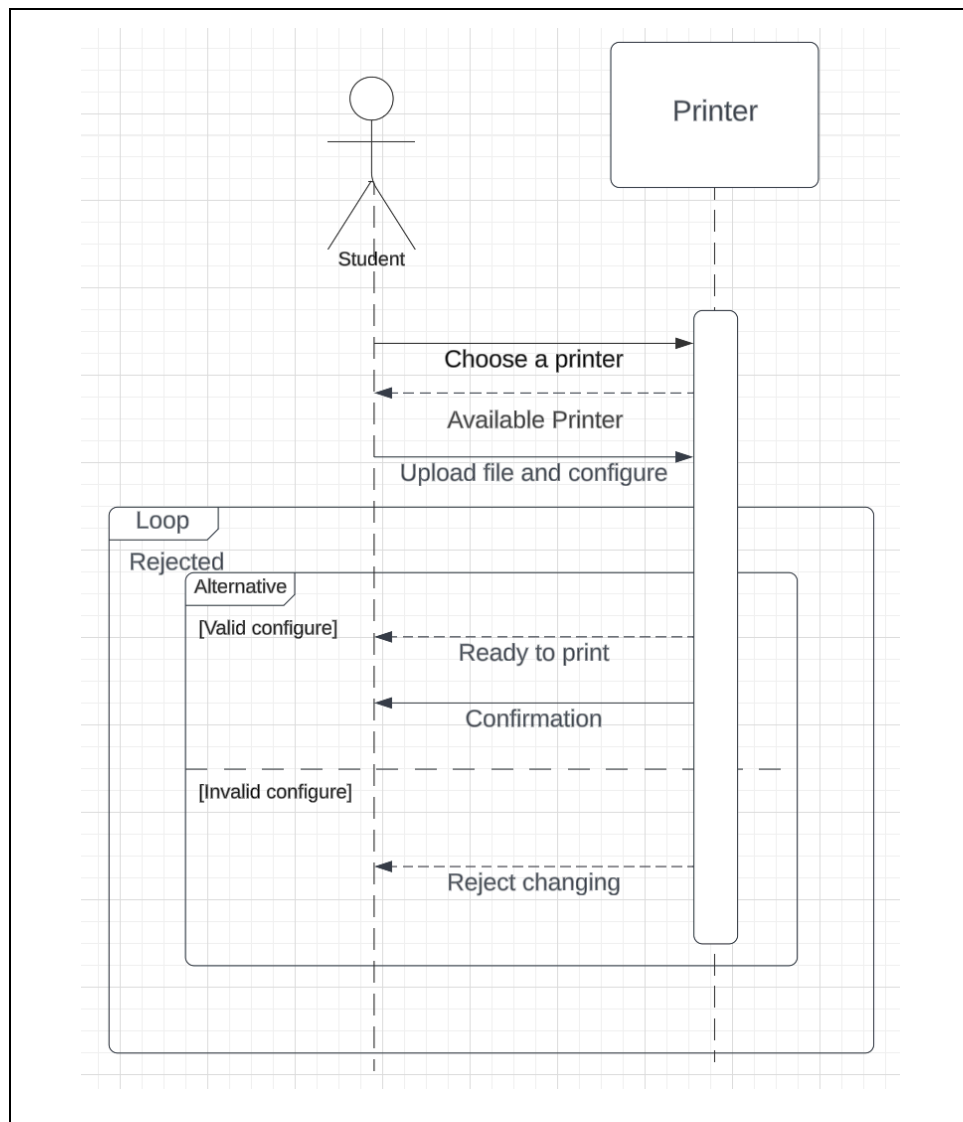 Printer
Student
Choose a printer
Available Printer
Upload file and configure
Loop
Rejected
Alternative
[Valid configure]
Ready to print
Confirmation
[Invalid configure]
Reject changing